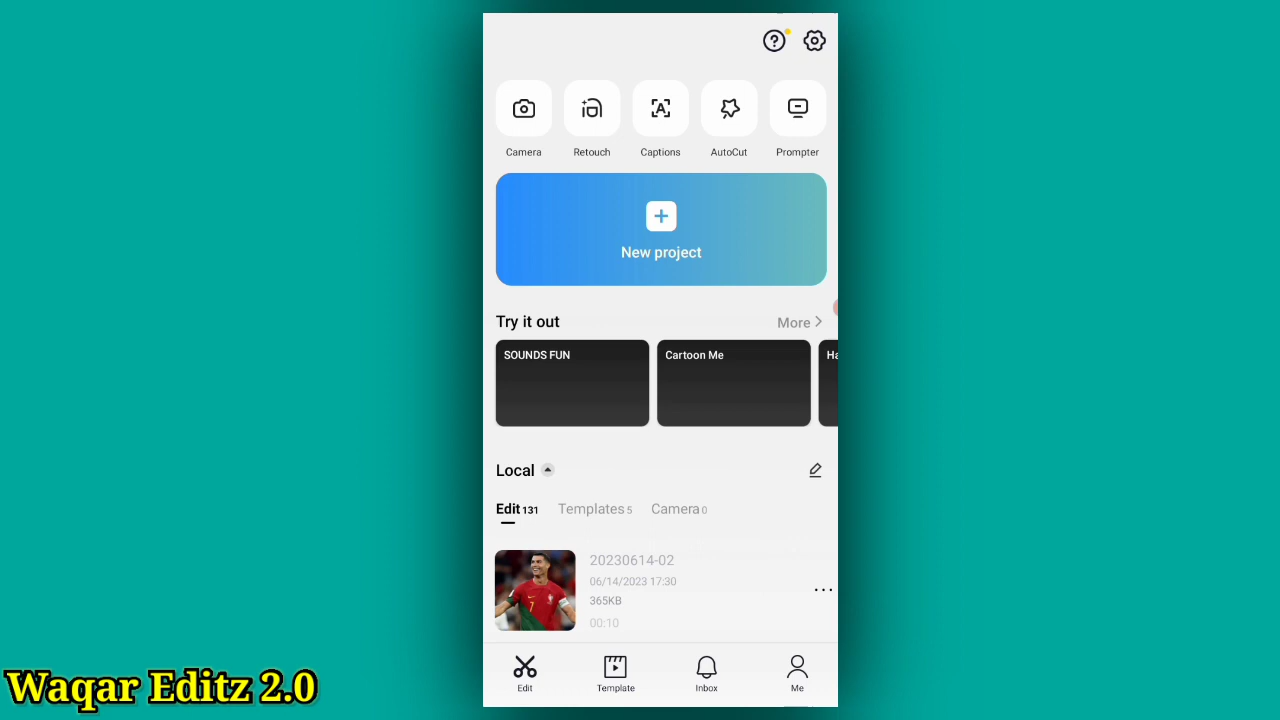 Camera Retouch Captions AutoCut Prompter
New project
Try it out More
SOUNDS FUN Cartoon Me Ha
Local
Edit 131 Templates 5 Camera 0
20230614-02
06/14/2023 17:30
365KB
00:10
Edit Template Inbox Me
Waqar Editz 2.0